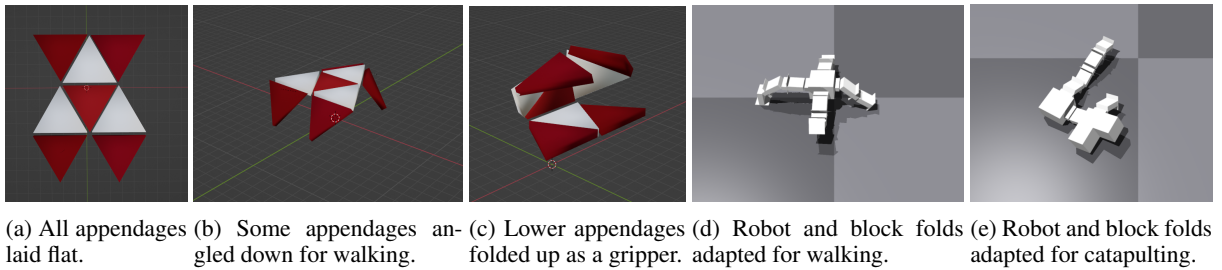 (a) All appendages laid flat.
(b) Some appendages an-
gled down for walking.
(c) Lower appendages
folded up as a gripper.
(d) Robot and block folds
adapted for walking.
(e) Robot and block folds
adapted for catapulting.